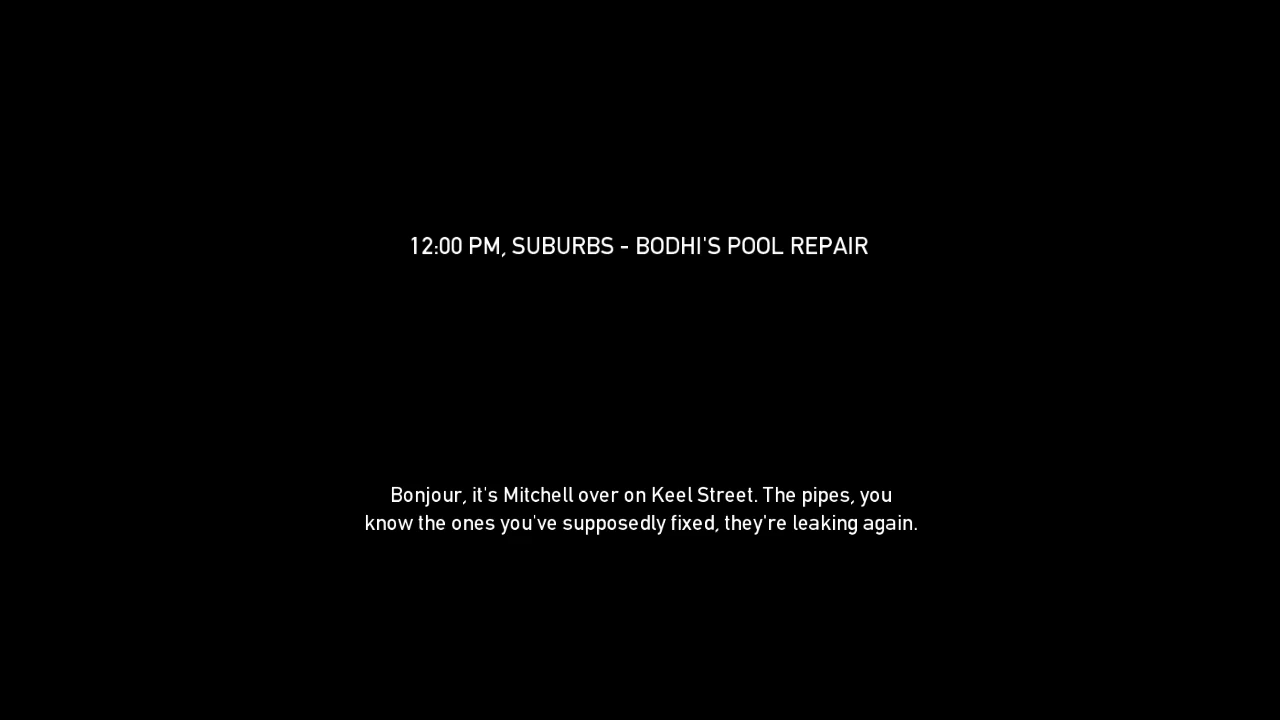 12:00 PM, SUBURBS - BODHI'S POOL REPAIR
Bonjour, it's Mitchell over on Keel Street. The pipes, you
know the ones you've supposedly fixed, they're leaking again.